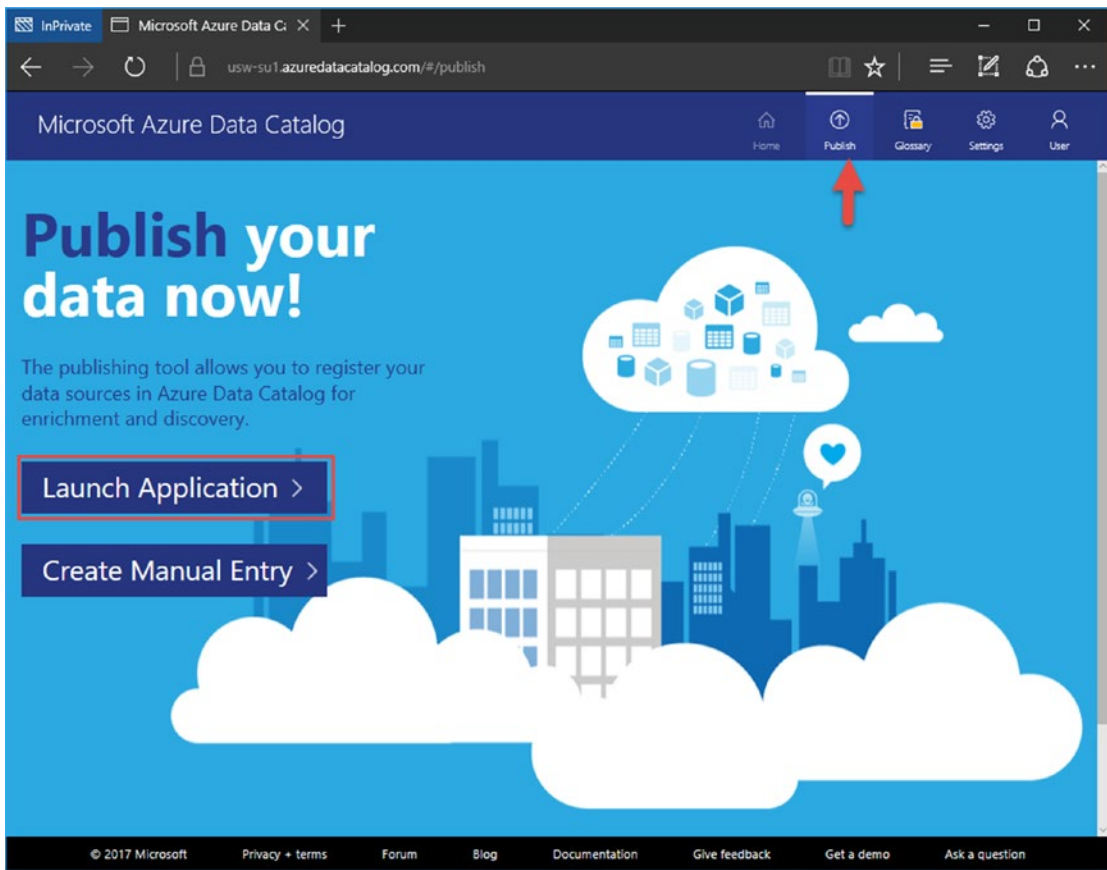 InPrivate
Microsoft Azure Data Ca
usw-su1.azuredatacatalog.com/#/publish
Microsoft Azure Data Catalog
Home
Publish
Glossary
Settings
User
Publish your
data now!
The publishing tool allows you to register your
data sources in Azure Data Catalog for
enrichment and discovery.
Launch Application >
Create Manual Entry >
© 2017 Microsoft
Privacy + terms
Forum
Blog
Documentation
Give feedback
Get a demo
Ask a question